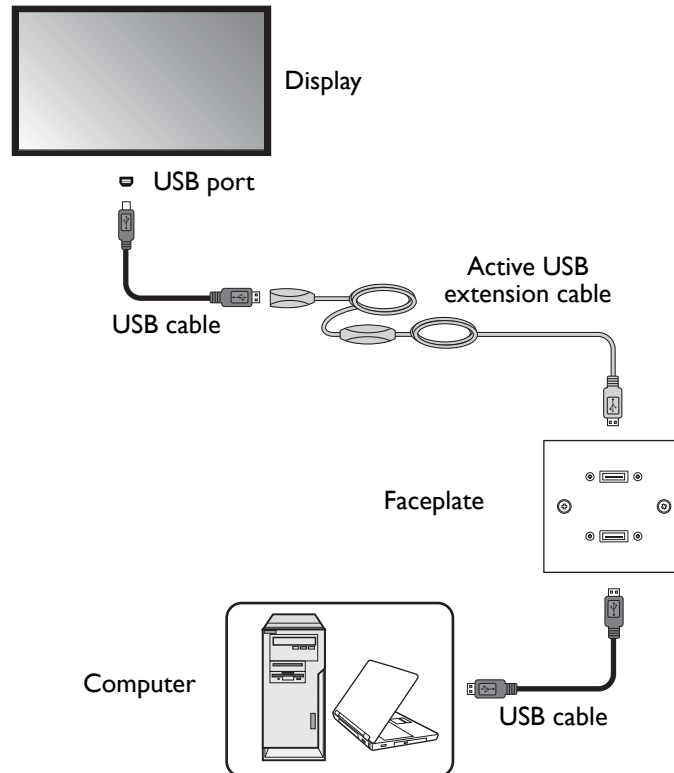 Display
USB port
Active USB
extension cable
USB cable
Faceplate
Computer
USB cable